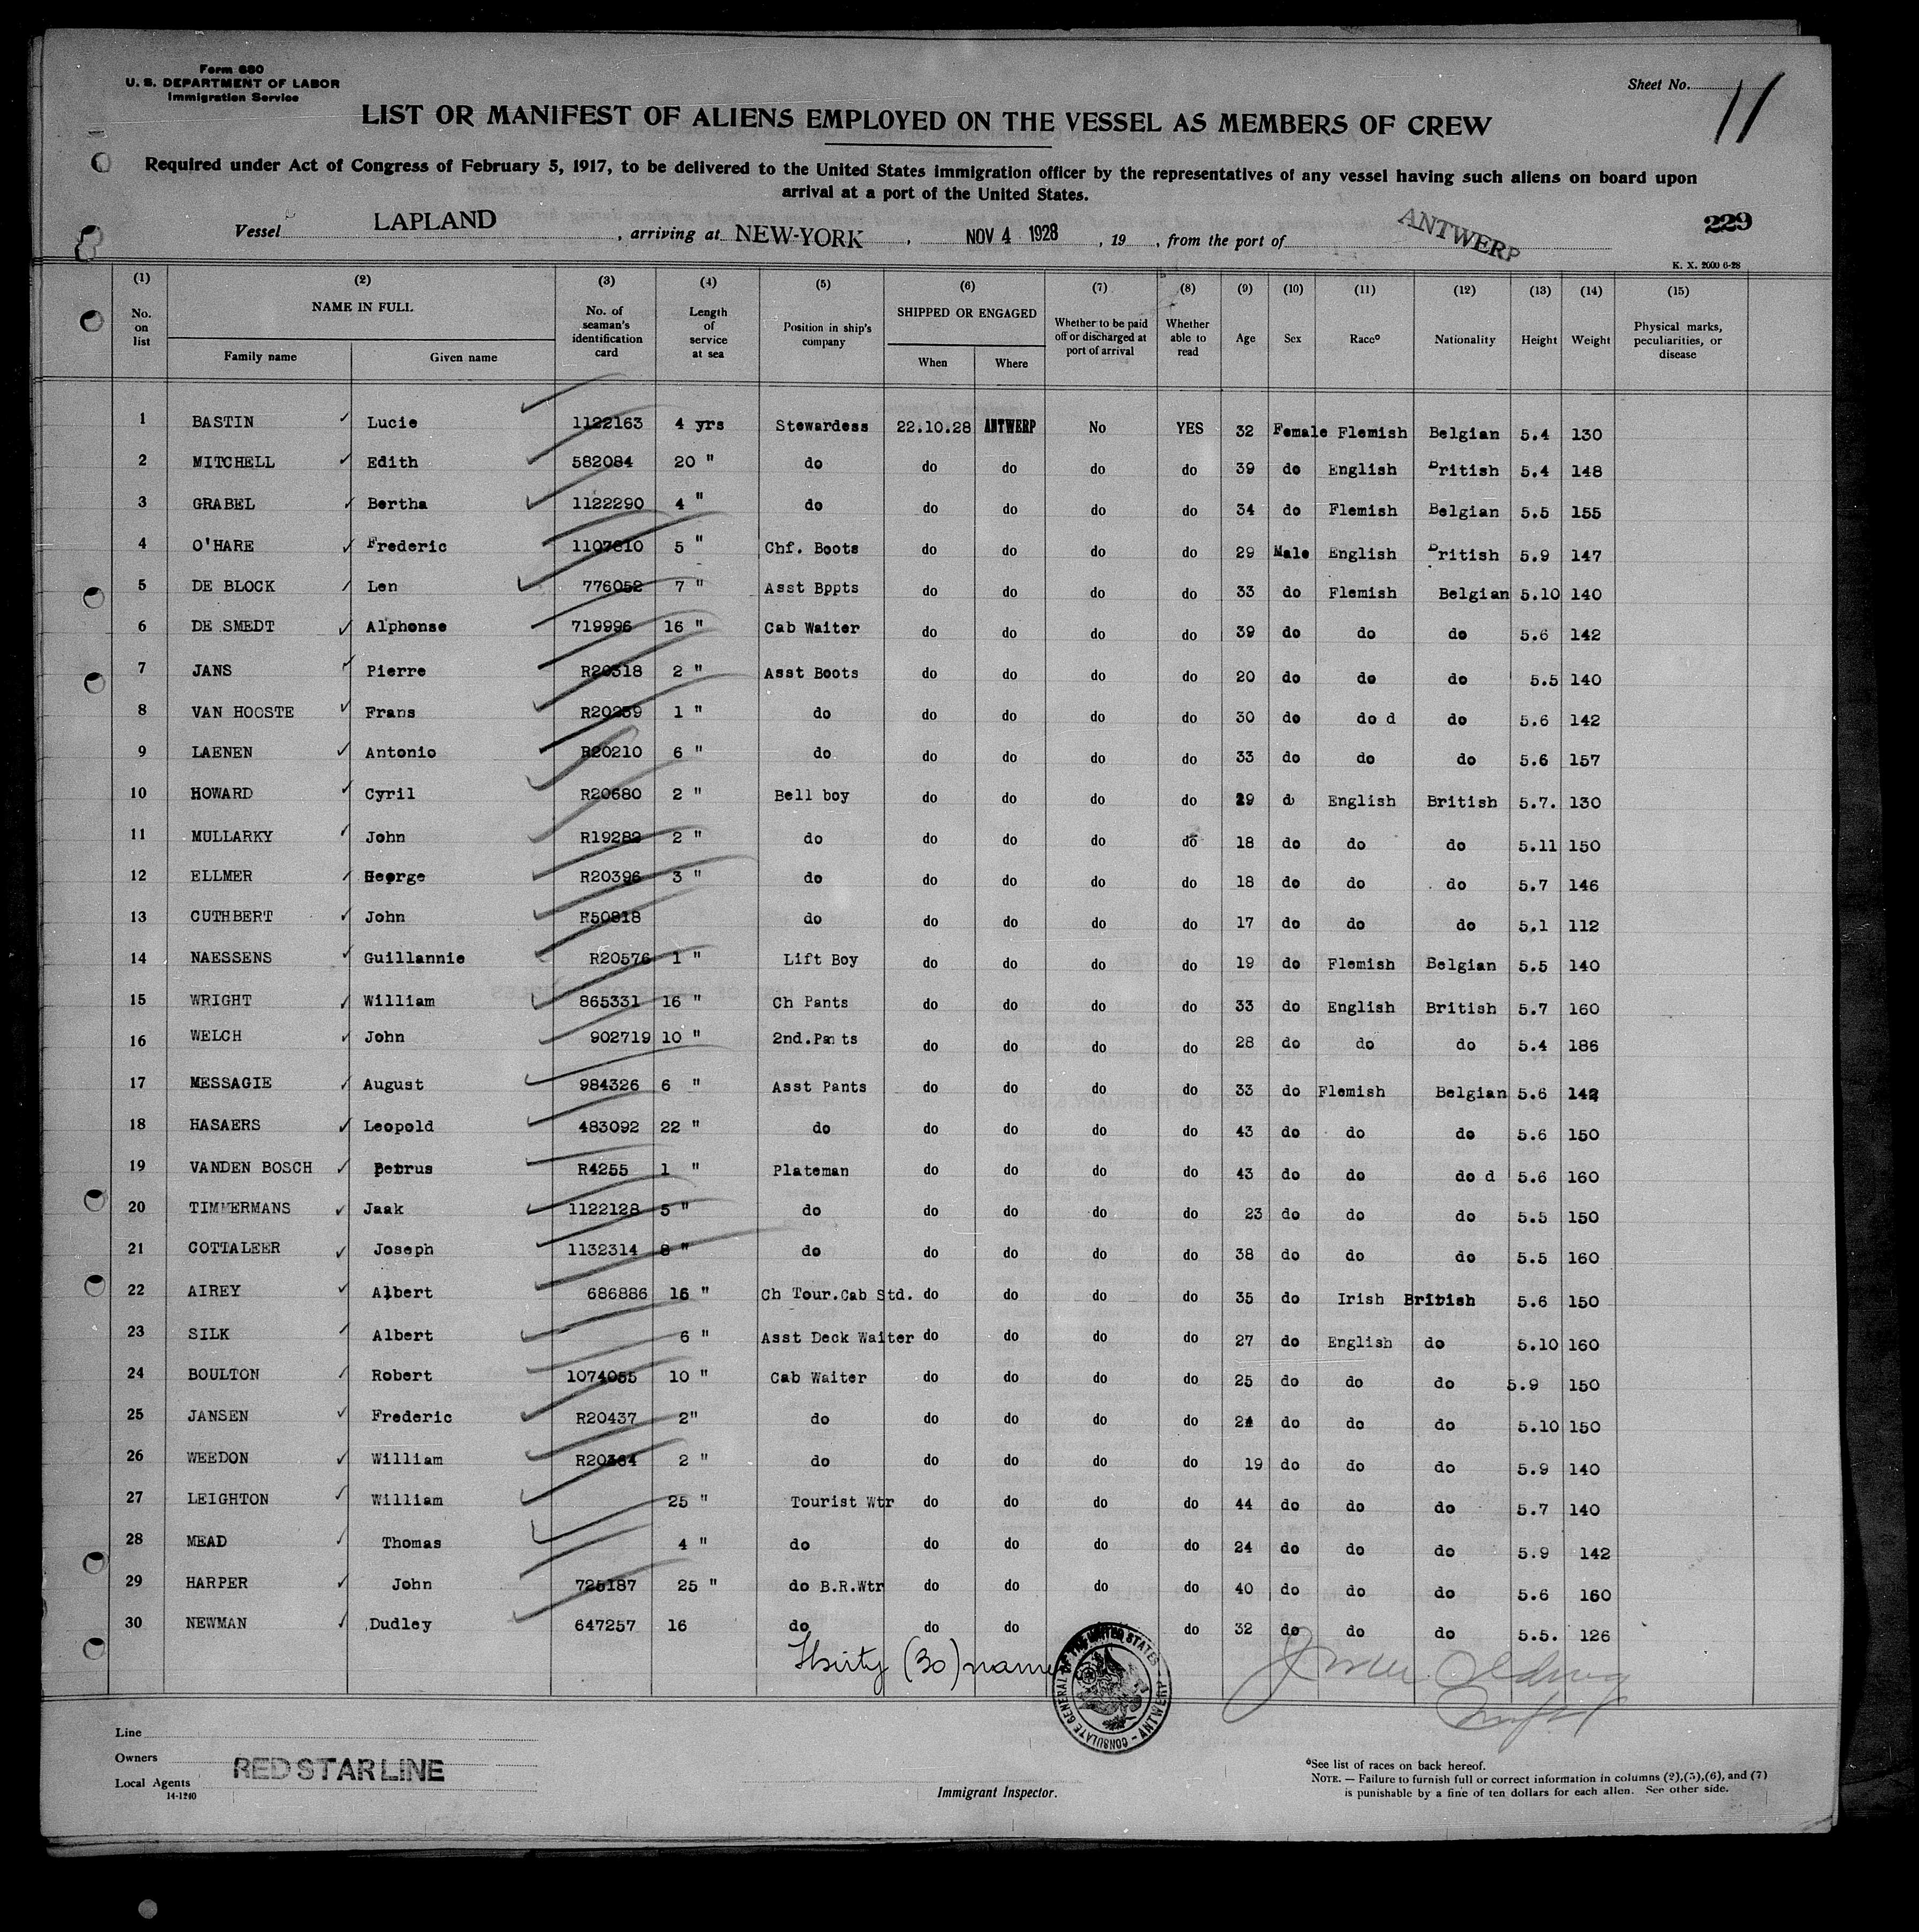 Form 680
U. S. DEPARTMENT OF LABOR
Immigration Service
Sheet No. 11
LIST OR MANIFEST OF ALIENS EMPLOYED ON THE VESSEL AS MEMBERS OF CREW
Required under Act of Congress of February 5, 1917, to be delivered to the United States immigration officer by the representatives of any vessel having such aliens on board upon
arrival at a port of the United States.
Vessel LAPLAND, arriving at NEW-YORK, NOV 4 1928, 19 , from the port of ANTWERP
229
K. X. 2000 6-28
(1) (2) (3) (4) (5) (6) (7) (8) (9) (10) (11) (12) (13) (14) (15)
No. on list NAME IN FULL Family name Given name No. of seaman's identification card Length of service at sea Position in ship's company SHIPPED OR ENGAGED When Where Whether to be paid off or discharged at port of arrival Whether able to read Age Sex Race° Nationality Height Weight Physical marks, peculiarities, or disease
1 BASTIN Lucie 1122163 4 yrs Stewardess 22.10.28 ANTWERP No YES 32 Female Flemish Belgian 5.4 130
2 MITCHELL Edith 582084 20 " do do do do do 39 do English British 5.4 148
3 GRABEL Bertha 1122290 4 " do do do do do 34 do Flemish Belgian 5.5 155
4 O'HARE Frederic 1107810 5 " Chf. Boots do do do do 29 Male English British 5.9 147
5 DE BLOCK Len 776052 7 " Asst Bppts do do do do 33 do Flemish Belgian 5.10 140
6 DE SMEDT Alphonse 719996 16 " Cab Waiter do do do do 39 do do do 5.6 142
7 JANS Pierre R20318 2 " Asst Boots do do do do 20 do do do 5.5 140
8 VAN HOOSTE Frans R20259 1 " do do do do do 30 do do d do 5.6 142
9 LAENEN Antonio R20210 6 " do do do do do 33 do do do 5.6 157
10 HOWARD Cyril R20680 2 " Bell boy do do do do 29 do English British 5.7. 130
11 MULLARKY John R19282 2 " do do do do do 18 do do do 5.11 150
12 ELLMER George R20396 3 " do do do do do 18 do do do 5.7 146
13 CUTHBERT John R50818 do do do do do 17 do do do 5.1 112
14 NAESSENS Guillannie R20576 1 " Lift Boy do do do do 19 do Flemish Belgian 5.5 140
15 WRIGHT William 865331 16 " Ch Pants do do do do 33 do English British 5.7 160
16 WELCH John 902719 10 " 2nd.Pants do do do do 28 do do do 5.4 186
17 MESSAGIE August 984326 6 " Asst Pants do do do do 33 do Flemish Belgian 5.6 142
18 HASAERS Leopold 483092 22 " do do do do do 43 do do do 5.6 150
19 VANDEN BOSCH Petrus R4255 1 " Plateman do do do do 43 do do do d 5.6 160
20 TIMMERMANS Jaak 1122128 5 " do do do do do 23 do do do 5.5 150
21 COTTALEER Joseph 1132314 8 " do do do do do 38 do do do 5.5 160
22 AIREY Albert 686886 16 " Ch Tour.Cab Std. do do do do 35 do Irish British 5.6 150
23 SILK Albert 6 " Asst Deck Waiter do do do do 27 do English do 5.10 160
24 BOULTON Robert 1074055 10 " Cab Waiter do do do do 25 do do do 5.9 150
25 JANSEN Frederic R20437 2" do do do do do 24 do do do 5.10 150
26 WEEDON William R20364 2 " do do do do do 19 do do do 5.9 140
27 LEIGHTON William 25 " Tourist Wtr do do do do 44 do do do 5.7 140
28 MEAD Thomas 4 " do do do do do 24 do do do 5.9 142
29 HARPER John 725187 25 " do B.R.Wtr do do do do 40 do do do 5.6 160
30 NEWMAN Dudley 647257 16 do do do do 32 do do do 5.5. 126
Thirty (30) names
CONSULATE GENERAL OF THE UNITED STATES - ANTWERP -
Line
Owners RED STAR LINE
Local Agents
14-1240
Immigrant Inspector.
°See list of races on back hereof.
NOTE. — Failure to furnish full or correct information in columns (2),(3),(6), and (7)
is punishable by a fine of ten dollars for each alien. See other side.